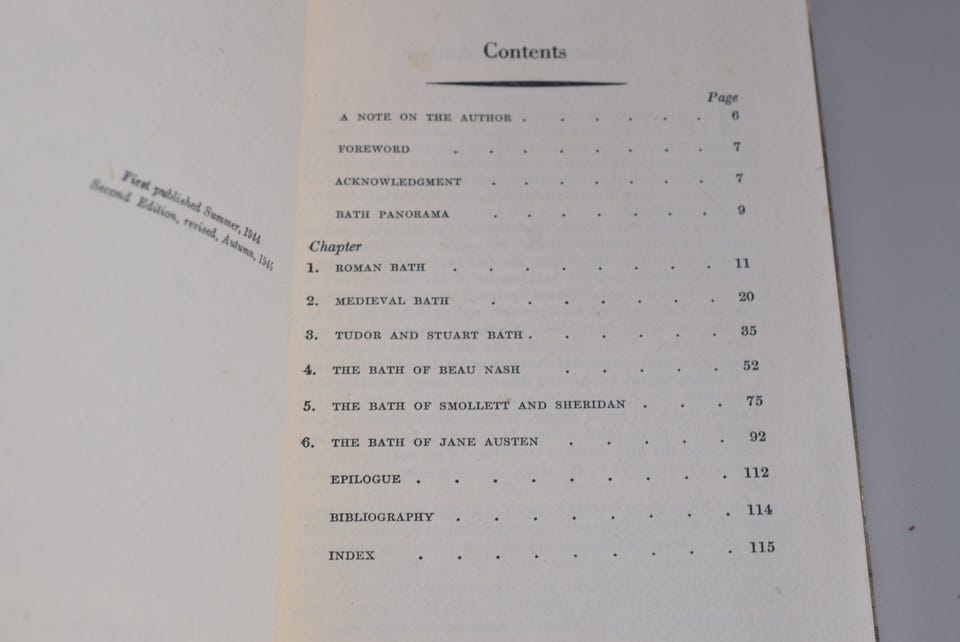 First published Summer, 1944
Second Edition, revised, Autumn, 1945
Contents
Page
A NOTE ON THE AUTHOR . . . . . . 6
FOREWORD . . . . . . . 7
ACKNOWLEDGMENT . . . . . . 7
BATH PANORAMA . . . . . . 9
Chapter
1. ROMAN BATH . . . . . . . 11
2. MEDIEVAL BATH . . . . . . 20
3. TUDOR AND STUART BATH . . . . . . 35
4. THE BATH OF BEAU NASH . . . . . 52
5. THE BATH OF SMOLLETT AND SHERIDAN . . . 75
6. THE BATH OF JANE AUSTEN . . . . . 92
EPILOGUE . . . . . . . . . 112
BIBLIOGRAPHY . . . . . . . . 114
INDEX . . . . . . . . . 115